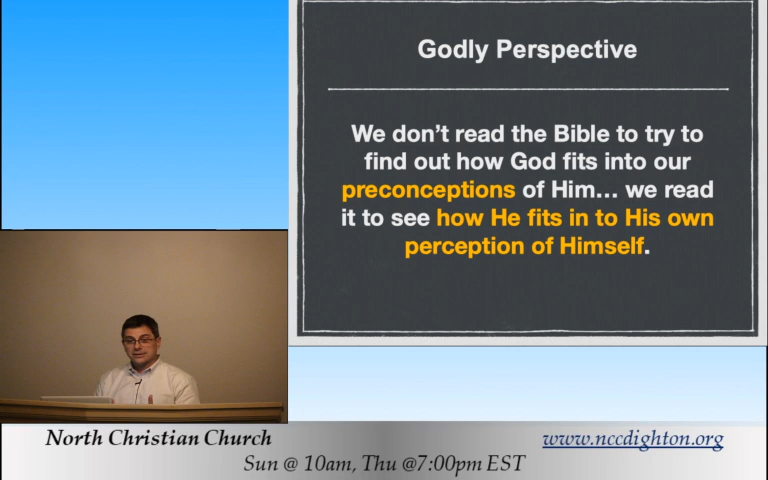 Godly Perspective
We don't read the Bible to try to
find out how God fits into our
preconceptions of Him... we read
it to see how He fits in to His own
perception of Himself.
North Christian Church
www.nccdighton.org
Sun @ 10am, Thu @7:00pm EST